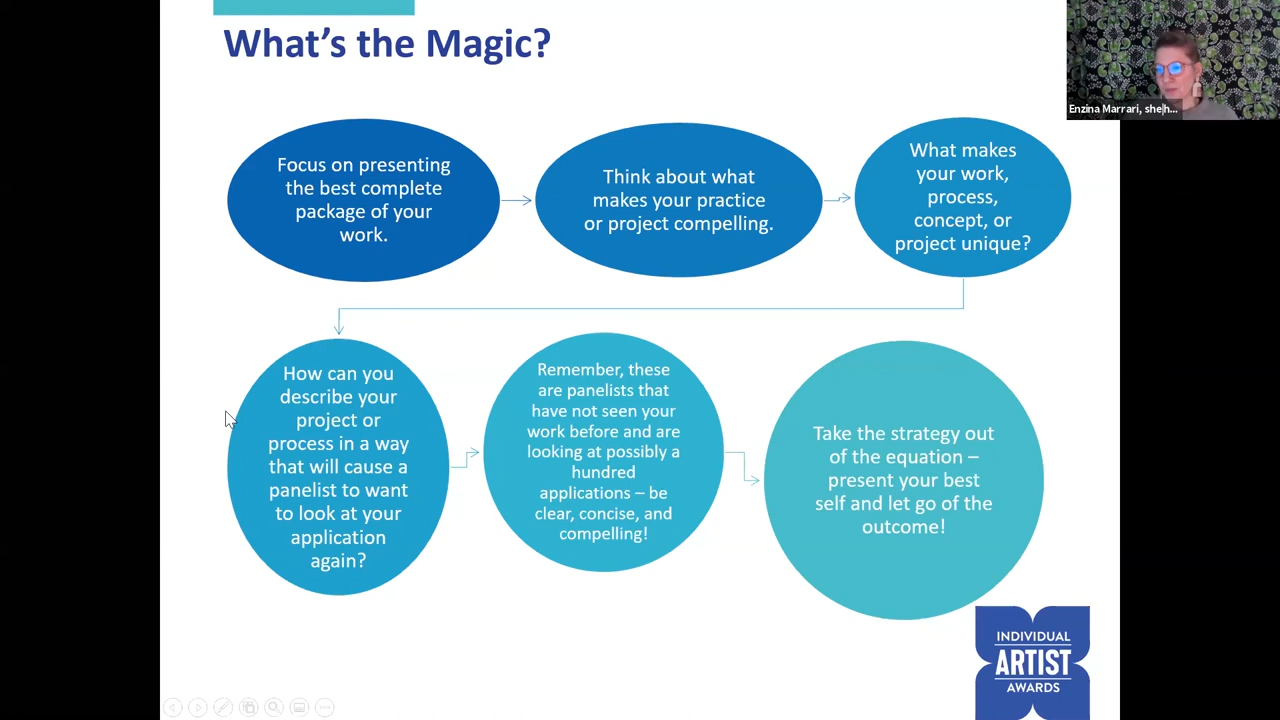 What's the Magic?
Enzina Marrari, she|h...
Focus on presenting
the best complete
package of your
work.
Think about what
makes your practice
or project compelling.
What makes
your work,
process,
concept, or
project unique?
How can you
describe your
project or
process in a way
that will cause a
panelist to want
to look at your
application
again?
Remember, these
are panelists that
have not seen your
work before and are
looking at possibly a
hundred
applications – be
clear, concise, and
compelling!
Take the strategy out
of the equation –
present your best
self and let go of the
outcome!
INDIVIDUAL
ARTIST
AWARDS